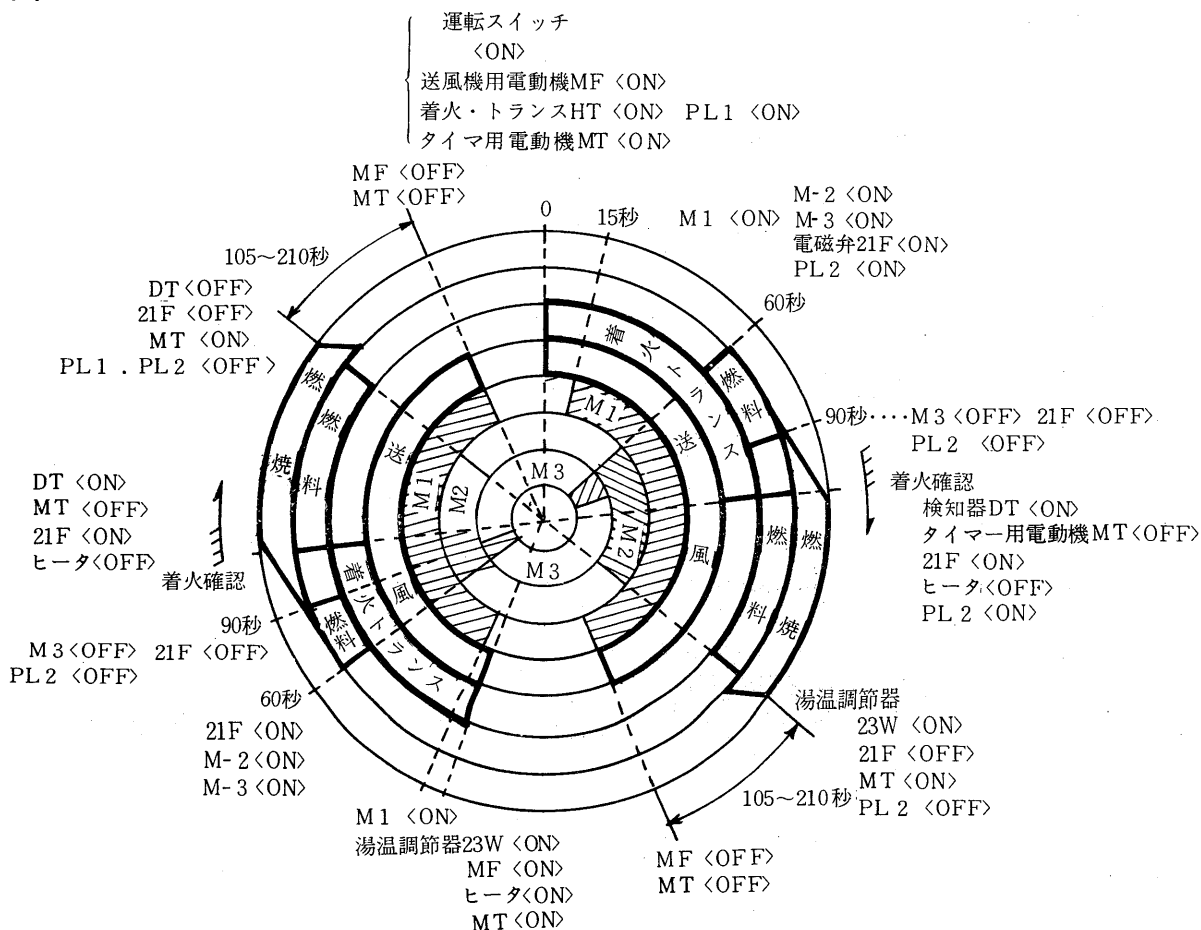 運転スイッチ
〈ON〉
送風機用電動機MF〈ON〉
着火・トランスHT〈ON〉 PL1〈ON〉
タイマ用電動機MT〈ON〉
MF〈OFF〉
MT〈OFF〉
0
15秒
M1〈ON〉
M-2〈ON〉
M-3〈ON〉
電磁弁21F〈ON〉
PL2〈ON〉
60秒
105~210秒
DT〈OFF〉
21F〈OFF〉
MT〈ON〉
PL1.PL2〈OFF〉
90秒‥‥M3〈OFF〉 21F〈OFF〉
PL2〈OFF〉
着火確認
検知器DT〈ON〉
タイマー用電動機MT〈OFF〉
21F〈ON〉
ヒータ〈OFF〉
PL2〈ON〉
DT〈ON〉
MT〈OFF〉
21F〈ON〉
ヒータ〈OFF〉
着火確認
着火トランス
燃料
送風
M1
M2
M3
燃料
燃焼
燃焼
燃料
送風
M1
M2
M3
着火トランス
燃料
90秒
M3〈OFF〉 21F〈OFF〉
PL2〈OFF〉
60秒
21F〈ON〉
M-2〈ON〉
M-3〈ON〉
湯温調節器
23W〈ON〉
21F〈OFF〉
MT〈ON〉
PL2〈OFF〉
105~210秒
M1〈ON〉
湯温調節器23W〈ON〉
MF〈ON〉
ヒータ〈ON〉
MT〈ON〉
MF〈OFF〉
MT〈OFF〉